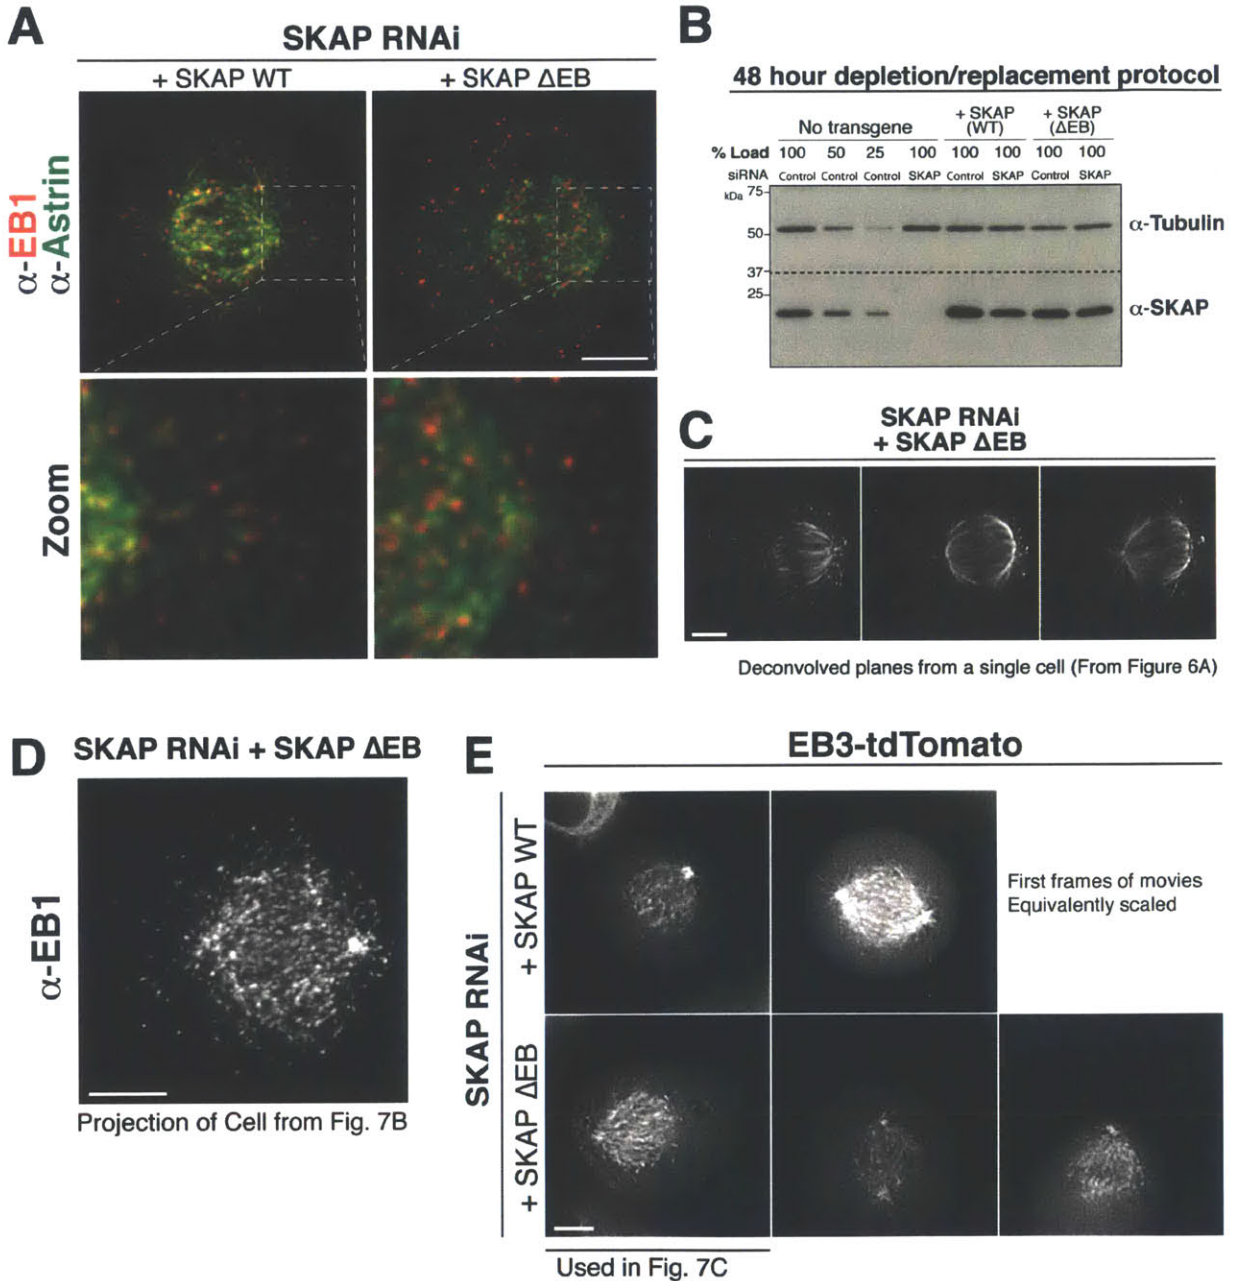 A
SKAP RNAi
+ SKAP WT
+ SKAP ΔEB
α-EB1
α-Astrin
Zoom
B
48 hour depletion/replacement protocol
No transgene
+ SKAP
(WT)
+ SKAP
(ΔEB)
% Load 100 50 25 100 100 100 100 100
siRNA Control Control Control SKAP Control SKAP Control SKAP
kDa 75
50
37
25
α-Tubulin
α-SKAP
C
SKAP RNAi
+ SKAP ΔEB
Deconvolved planes from a single cell (From Figure 6A)
D
SKAP RNAi + SKAP ΔEB
α-EB1
Projection of Cell from Fig. 7B
E
EB3-tdTomato
SKAP RNAi
+ SKAP WT
+ SKAP ΔEB
First frames of movies
Equivalently scaled
Used in Fig. 7C